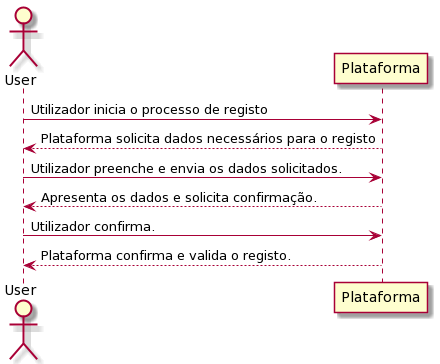 User
Plataforma
Utilizador inicia o processo de registo
Plataforma solicita dados necessários para o registo
Utilizador preenche e envia os dados solicitados.
Apresenta os dados e solicita confirmação.
Utilizador confirma.
Plataforma confirma e valida o registo.
User
Plataforma